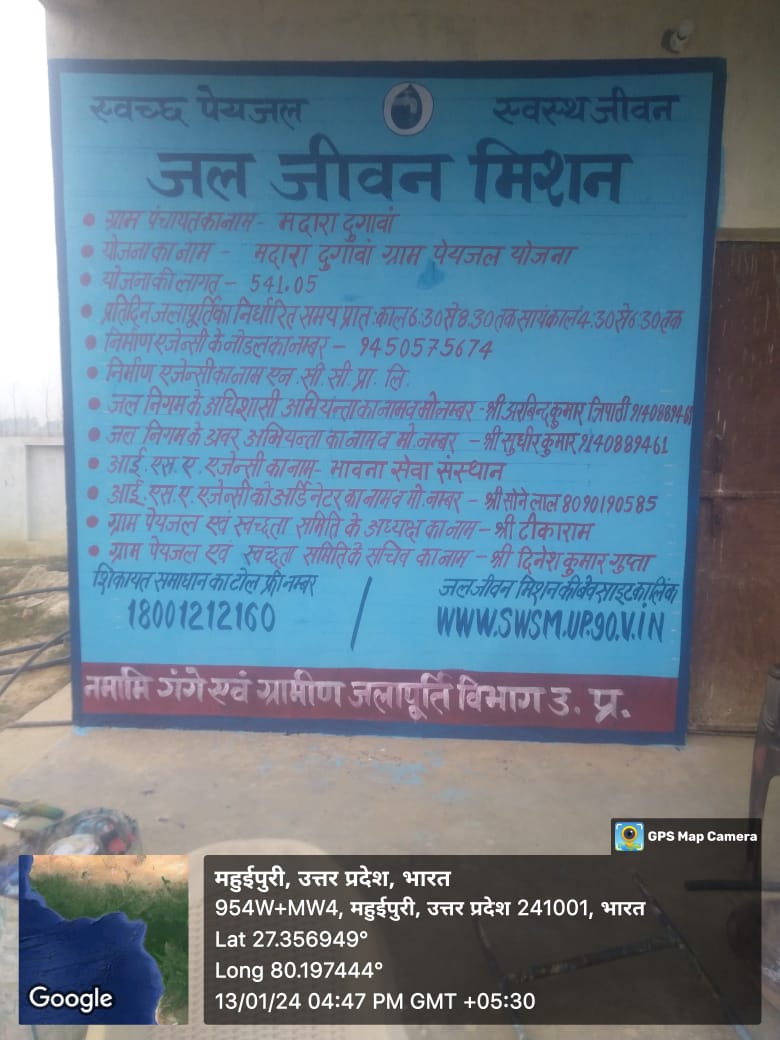 स्वच्छ पेयजल स्वस्थ जीवन
जल जीवन मिशन
• ग्राम पंचायत का नाम - मदारा दुगावां
• योजना का नाम - मदारा दुर्गावां ग्राम पेयजल योजना
• योजना की लागत - 541.05
• प्रतिदिन जलापूर्ति का निर्धारित समय प्रात: काल 6:30 से 8.30 तक सायंकालं 4:30 से 6:30 तक
• निर्माण एजेन्सी के नोडल का नम्बर - 9450575674
• निर्माण एजेन्सी का नाम एन. सी. सी. प्रा. लि.
• जल निगम के अधिशासी अभियन्ता का नाम व मो. नम्बर - श्री अरबिन्द कुमार त्रिपाठी
• जल निगम के अवर अभियन्ता का नाम व मो. नम्बर - श्री सुधीर कुमार 9140889461
• आई. एस. ए. एजेन्सी का नाम - भावना सेवा संस्थान
• आई. एस. ए. एजेन्सी कोआर्डिनेटर का नाम व मो. नम्बर - श्री सोने लाल 8090190585
• ग्राम पेयजल एवं स्वच्छता समिति के अध्यक्ष का नाम - श्री टीकाराम
• ग्राम पेयजल एवं स्वच्छता समिति के सचिव का नाम - श्री दिनेश कुमार गुप्ता
शिकायत समाधान का टोल फ्री नम्बर / जल जीवन मिशन की बेवसाइट का लिंक
18001212160 WWW.SWSM.UP.GO.V.iN
नमामि गंगे एवं ग्रामीण जलापूर्ति विभाग उ. प्र.
GPS Map Camera
महुईपुरी, उत्तर प्रदेश, भारत
954W+MW4, महुईपुरी, उत्तर प्रदेश 241001, भारत
Lat 27.356949°
Long 80.197444°
13/01/24 04:47 PM GMT +05:30
Google